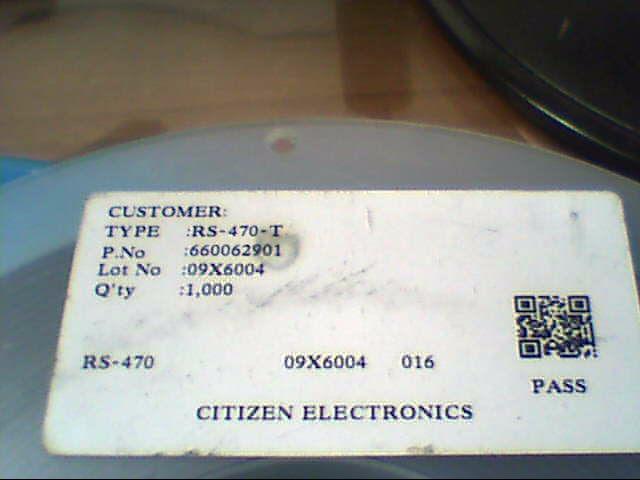 CUSTOMER:
TYPE :RS-470-T
P.No :660062901
Lot No :09X6004
Q'ty :1,000
RS-470 09X6004 016
PASS
CITIZEN ELECTRONICS